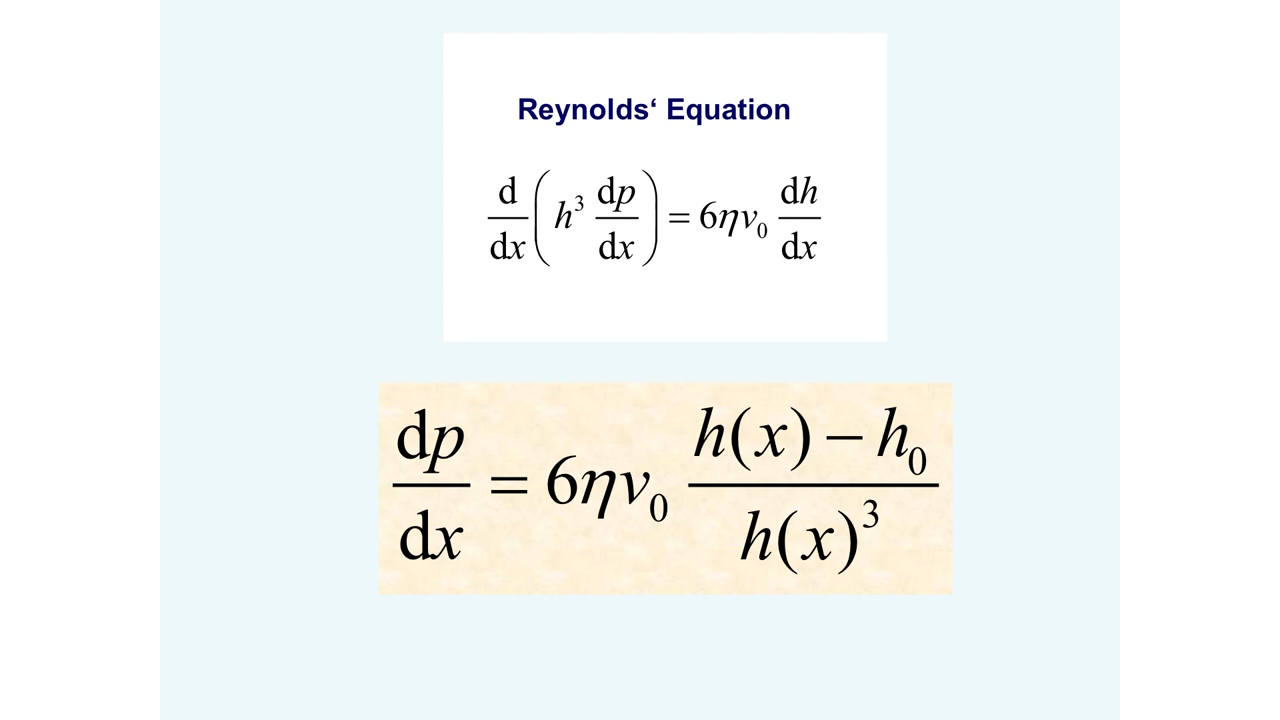 Reynolds‘ Equation
d/dx ( h³ dp/dx ) = 6ηv₀ dh/dx
dp/dx = 6ηv₀ (h(x) – h₀)/h(x)³